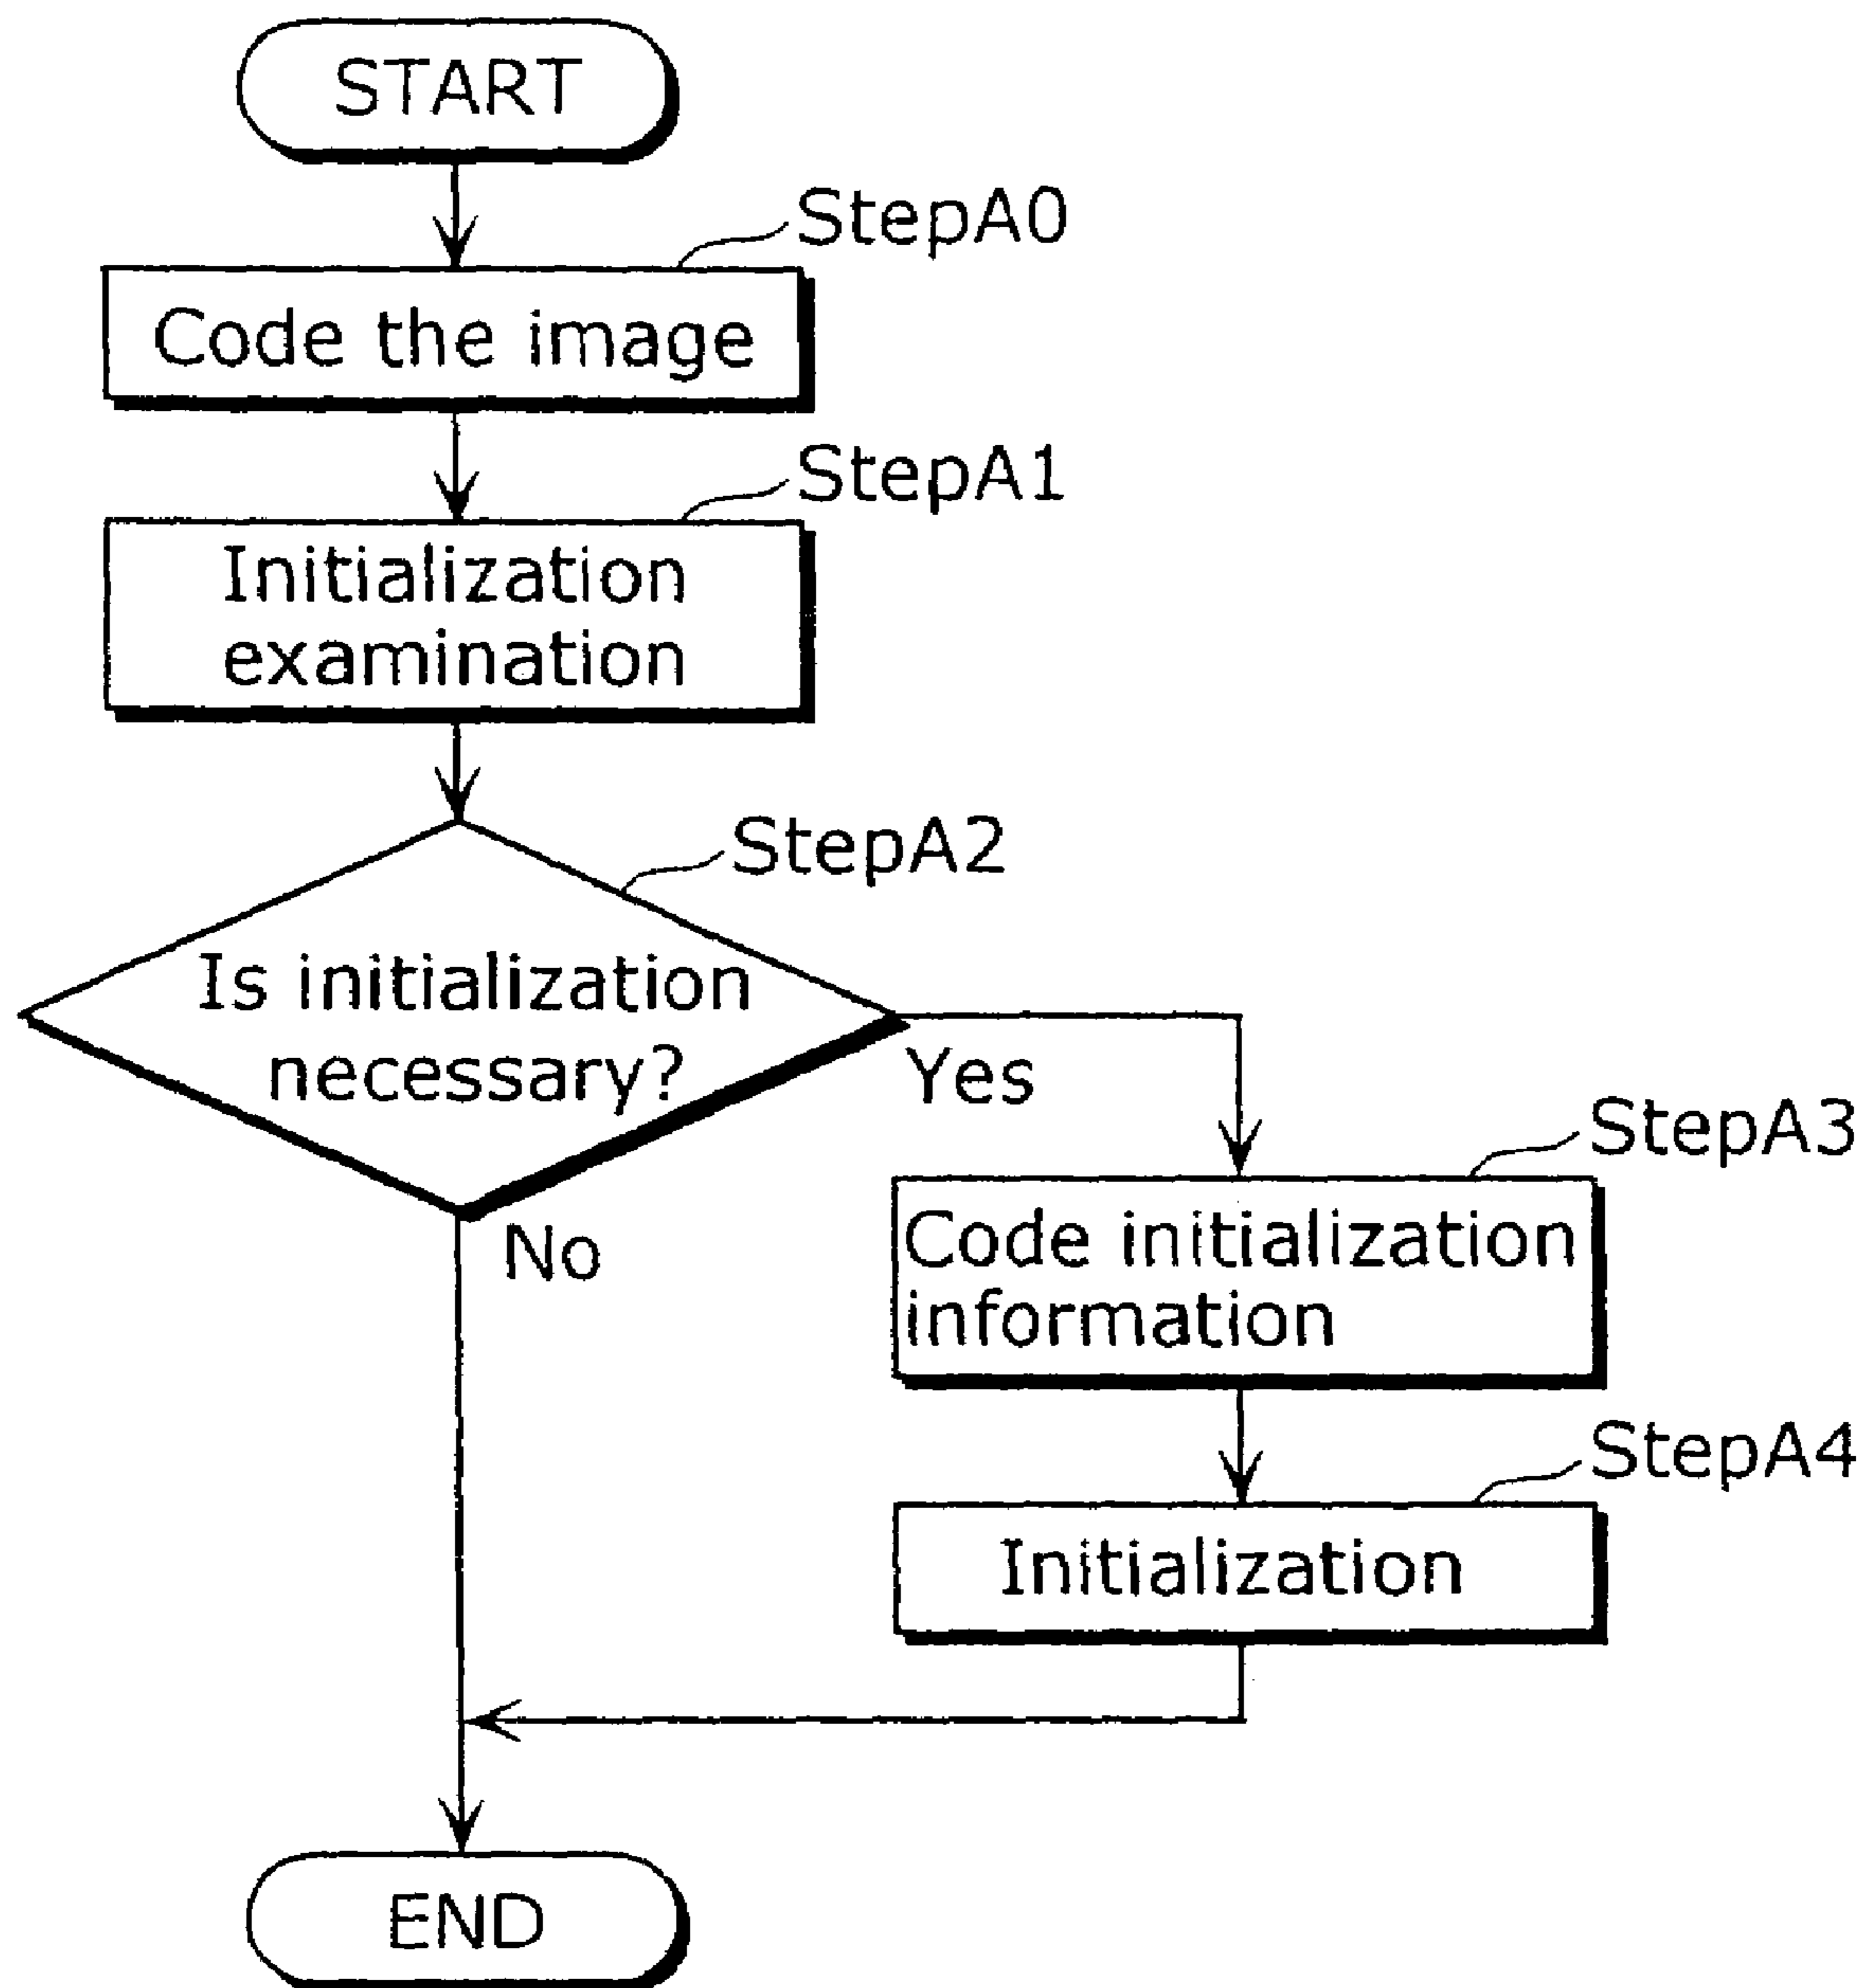 START
StepA0
Code the image
StepA1
Initialization
examination
StepA2
Is initialization
necessary?
Yes
No
StepA3
Code initialization
information
StepA4
Initialization
END